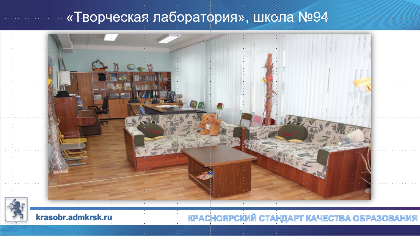 «Творческая лаборатория», школа №94
krasobr.admkrsk.ru
КРАСНОЯРСКИЙ СТАНДАРТ КАЧЕСТВА ОБРАЗОВАНИЯ